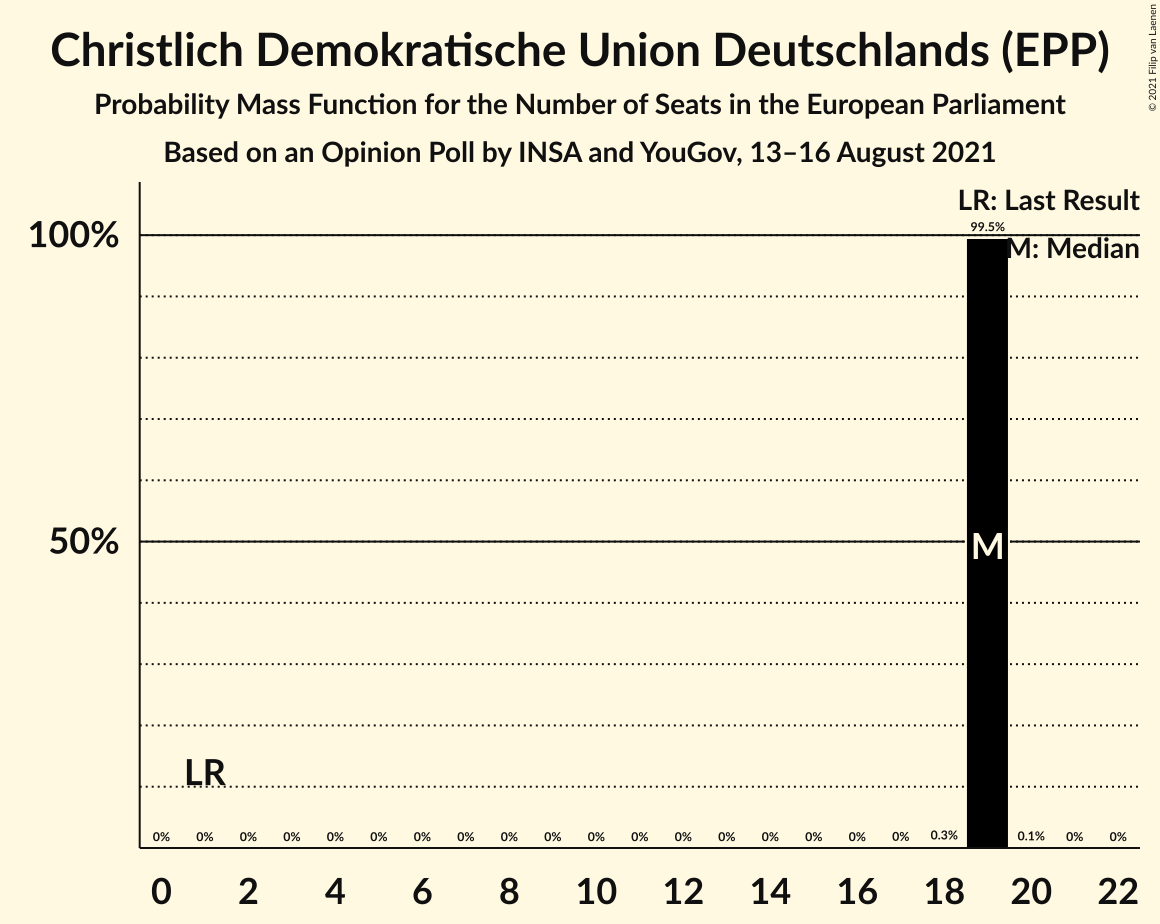 Christlich Demokratische Union Deutschlands (EPP)
Probability Mass Function for the Number of Seats in the European Parliament
Based on an Opinion Poll by INSA and YouGov, 13–16 August 2021
© 2021 Filip van Laenen
LR: Last Result
M: Median
100%
99.5%
50%
M
LR
0% 0% 0% 0% 0% 0% 0% 0% 0% 0% 0% 0% 0% 0% 0% 0% 0% 0% 0.3% 0.1% 0% 0%
0 2 4 6 8 10 12 14 16 18 20 22